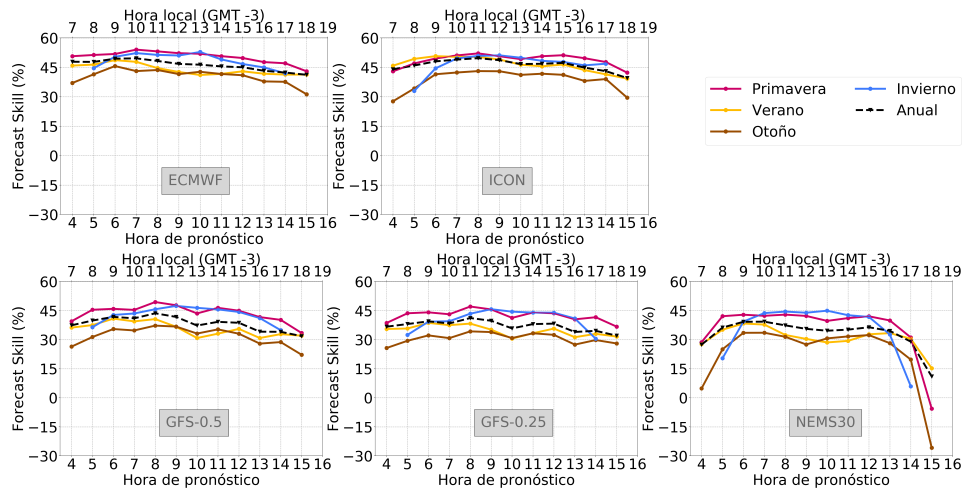 Hora local (GMT -3)
7 8 9 10 11 12 13 14 15 16 17 18 19
60
45
30
15
0
−15
−30
Forecast Skill (%)
ECMWF
4 5 6 7 8 9 10 11 12 13 14 15 16
Hora de pronóstico
Hora local (GMT -3)
7 8 9 10 11 12 13 14 15 16 17 18 19
60
45
30
15
0
−15
−30
Forecast Skill (%)
ICON
4 5 6 7 8 9 10 11 12 13 14 15 16
Hora de pronóstico
Primavera
Verano
Otoño
Invierno
Anual
Hora local (GMT -3)
7 8 9 10 11 12 13 14 15 16 17 18 19
60
45
30
15
0
−15
−30
Forecast Skill (%)
GFS-0.5
4 5 6 7 8 9 10 11 12 13 14 15 16
Hora de pronóstico
Hora local (GMT -3)
7 8 9 10 11 12 13 14 15 16 17 18 19
60
45
30
15
0
−15
−30
Forecast Skill (%)
GFS-0.25
4 5 6 7 8 9 10 11 12 13 14 15 16
Hora de pronóstico
Hora local (GMT -3)
7 8 9 10 11 12 13 14 15 16 17 18 19
60
45
30
15
0
−15
−30
Forecast Skill (%)
NEMS30
4 5 6 7 8 9 10 11 12 13 14 15 16
Hora de pronóstico